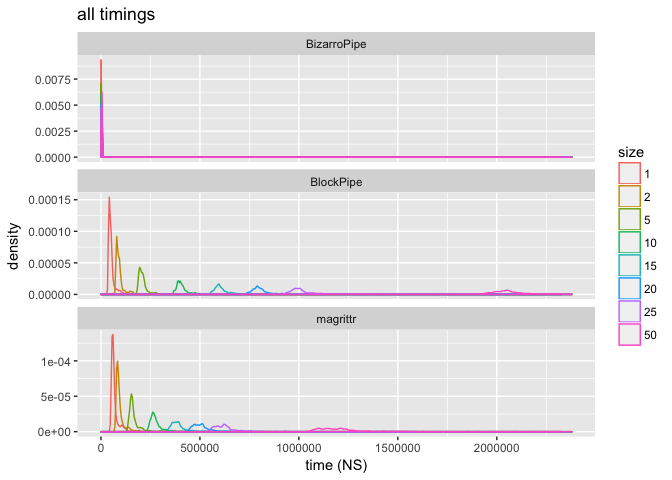 all timings
BizarroPipe
0.0075
0.0050
0.0025
0.0000
BlockPipe
0.00015
0.00010
0.00005
0.00000
magrittr
1e-04
5e-05
0e+00
0 500000 1000000 1500000 2000000
time (NS)
density
size
1
2
5
10
15
20
25
50